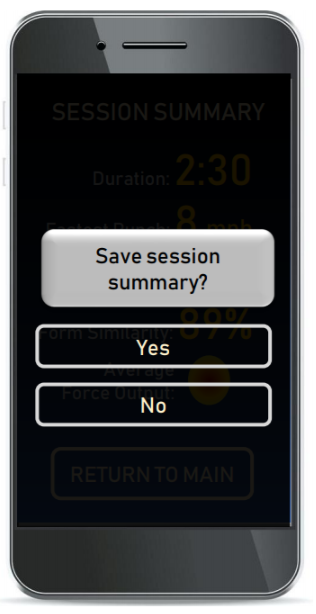 SESSION SUMMARY
Duration: 2:30
Fastest Punch: 8 mph
Save session
summary?
Form Similarity: 89%
Yes
Average
Force Output:
No
RETURN TO MAIN